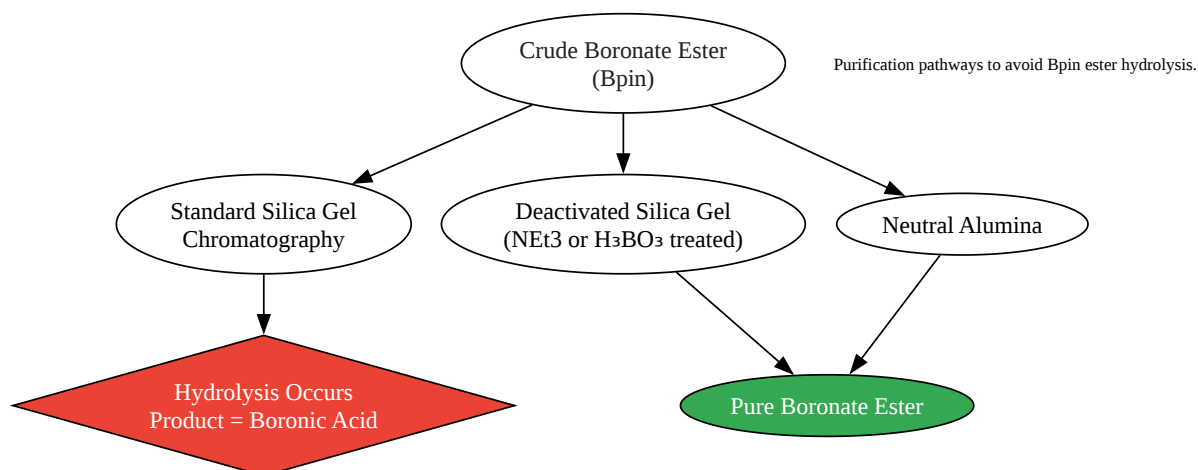 Crude Boronate Ester
(Bpin)
Purification pathways to avoid Bpin ester hydrolysis.
Standard Silica Gel
Chromatography
Deactivated Silica Gel
(NEt3 or H₃BO₃ treated)
Neutral Alumina
Hydrolysis Occurs
Product = Boronic Acid
Pure Boronate Ester